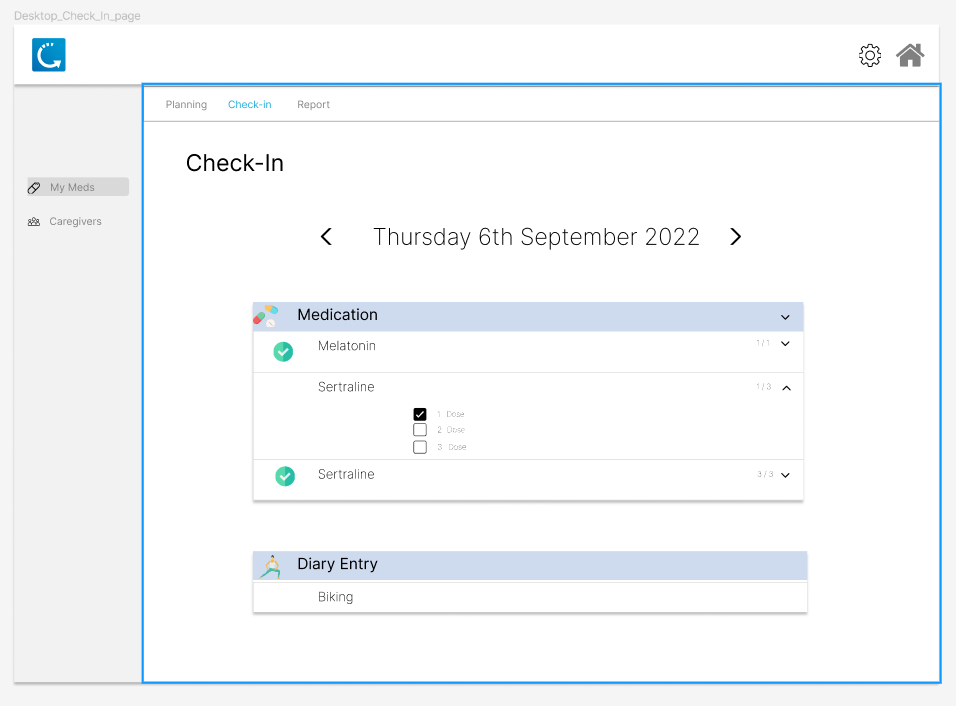 Desktop_Check_In_page
Planning Check-in Report
Check-In
My Meds
Caregivers
Thursday 6th September 2022
Medication
Melatonin 1 / 1
Sertraline 1 / 3
1 Dose
2 Dose
3 Dose
Sertraline 3 / 3
Diary Entry
Biking